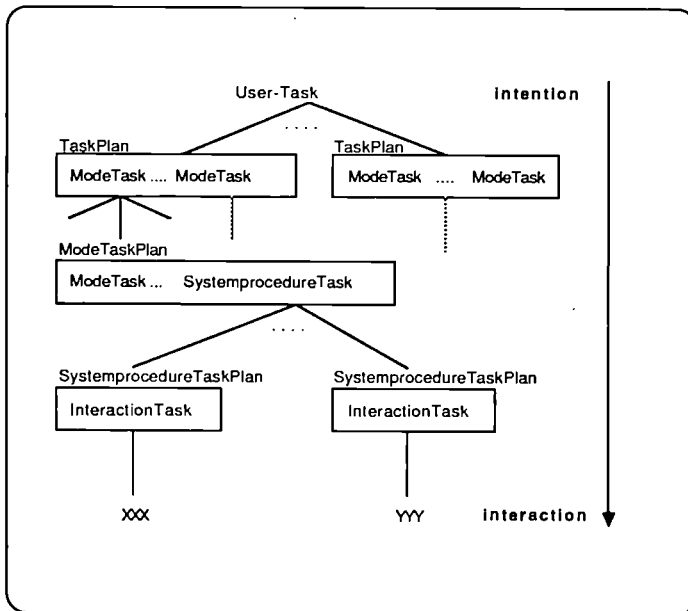 User-Task intention
. . . .
TaskPlan TaskPlan
ModeTask .... ModeTask ModeTask .... ModeTask
ModeTaskPlan
ModeTask ... SystemprocedureTask
. . . .
SystemprocedureTaskPlan SystemprocedureTaskPlan
InteractionTask InteractionTask
XXX YYY interaction